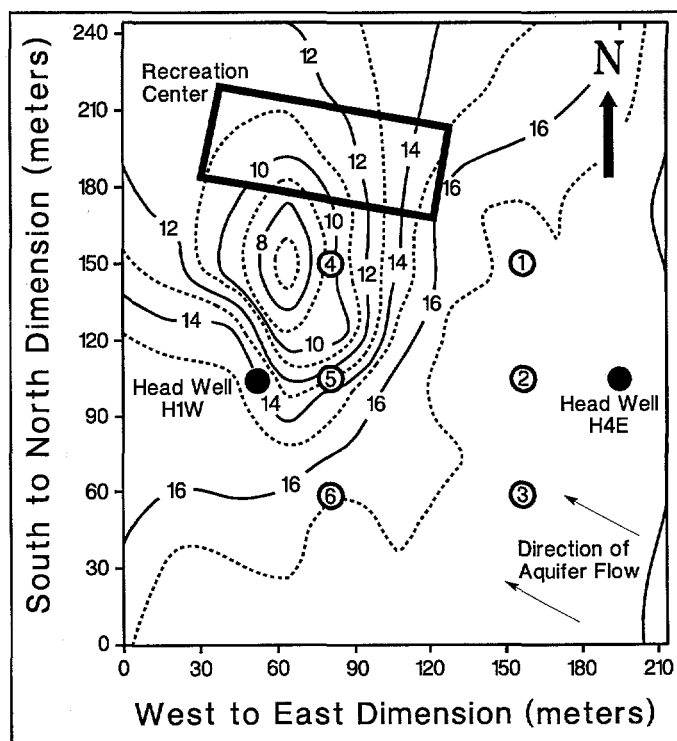 240
210
180
150
120
90
60
30
0
South to North Dimension (meters)
12
Recreation
Center
N
16
12
14
16
10
10
12
8
4
12
14
1
16
14
10
Head Well
H1W
14
5
16
2
Head Well
H4E
16
16
6
3
Direction of
Aquifer Flow
0 30 60 90 120 150 180 210
West to East Dimension (meters)